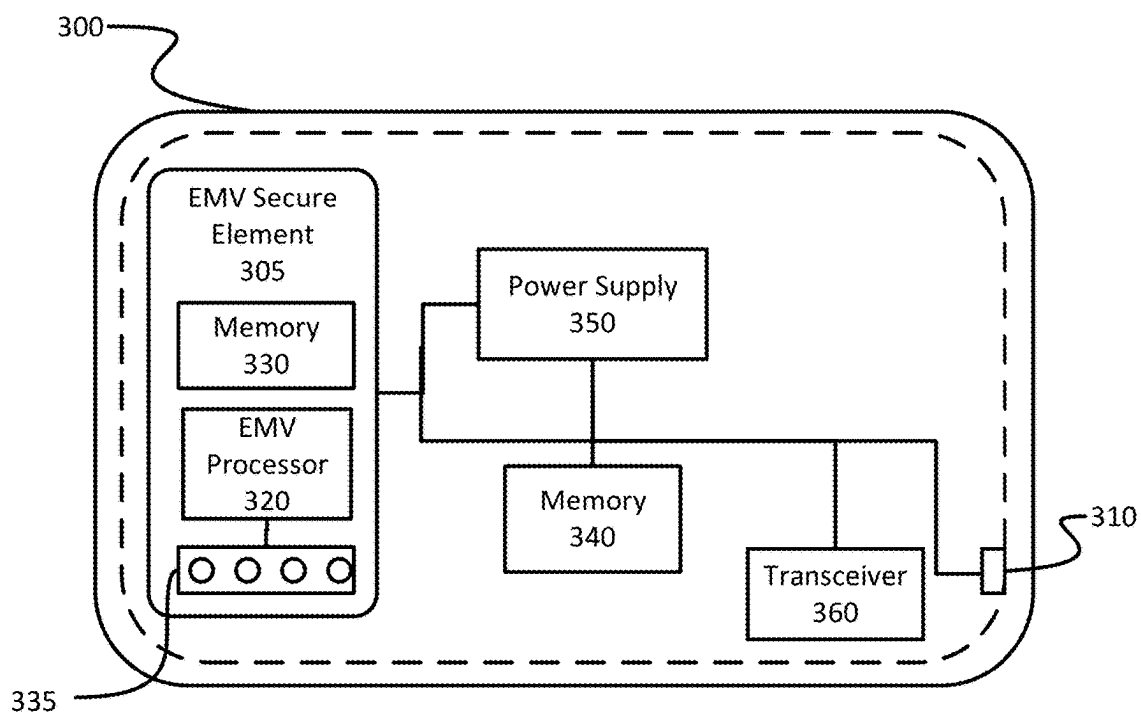 300
EMV Secure
Element
305
Memory
330
EMV
Processor
320
Power Supply
350
Memory
340
Transceiver
360
310
335